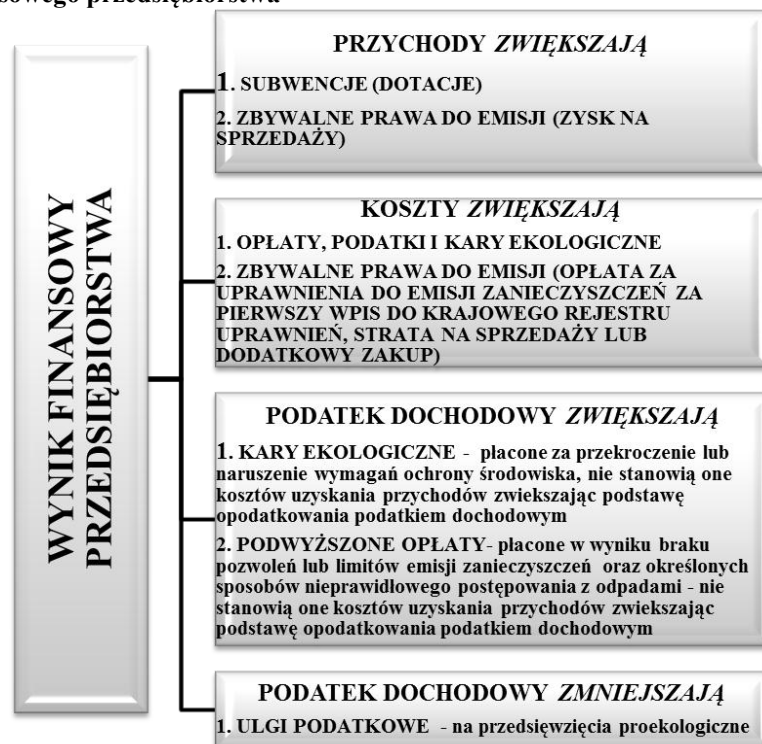 sowego przedsiębiorstwa
WYNIK FINANSOWY
PRZEDSIĘBIORSTWA
PRZYCHODY ZWIĘKSZAJĄ
1. SUBWENCJE (DOTACJE)
2. ZBYWALNE PRAWA DO EMISJI (ZYSK NA
SPRZEDAŻY)
KOSZTY ZWIĘKSZAJĄ
1. OPŁATY, PODATKI I KARY EKOLOGICZNE
2. ZBYWALNE PRAWA DO EMISJI (OPŁATA ZA
UPRAWNIENIA DO EMISJI ZANIECZYSZCZEŃ ZA
PIERWSZY WPIS DO KRAJOWEGO REJESTRU
UPRAWNIEŃ, STRATA NA SPRZEDAŻY LUB
DODATKOWY ZAKUP)
PODATEK DOCHODOWY ZWIĘKSZAJĄ
1. KARY EKOLOGICZNE - płacone za przekroczenie lub
naruszenie wymagań ochrony środowiska, nie stanowią one
kosztów uzyskania przychodów zwiekszając podstawę
opodatkowania podatkiem dochodowym
2. PODWYŻSZONE OPŁATY- płacone w wyniku braku
pozwoleń lub limitów emisji zanieczyszczeń oraz określonych
sposobów nieprawidłowego postępowania z odpadami - nie
stanowią one kosztów uzyskania przychodów zwiekszając
podstawę opodatkowania podatkiem dochodowym
PODATEK DOCHODOWY ZMNIEJSZAJĄ
1. ULGI PODATKOWE - na przedsięwzięcia proekologiczne